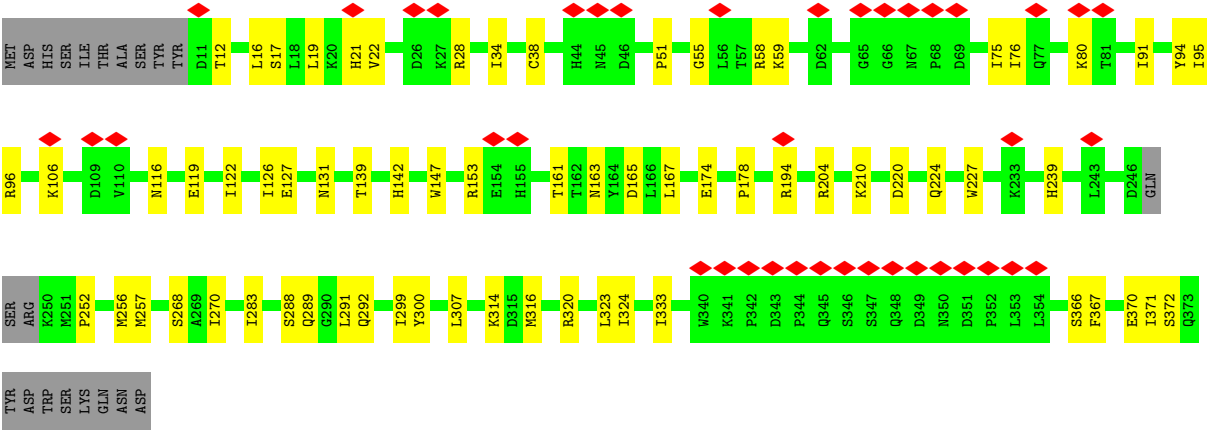 MET ASP HIS SER ILE THR ALA SER TYR TYR D11 T12 L16 S17 L18 L19 K20 H21 V22 D26 K27 R28 I34 C38 H44 N45 D46 P51 G55 L56 T57 R58 K59 D62 G65 G66 N67 P68 D69 I75 I76 Q77 K80 T81 I91 Y94 I95
R96 K106 D109 V110 N116 E119 I122 I126 E127 N131 T139 H142 W147 R153 E154 H155 T161 T162 N163 Y164 D165 L166 L167 E174 P178 R194 R204 K210 D220 Q224 W227 K233 H239 L243 D246 GLN
SER ARG K250 M251 P252 M256 M257 S268 A269 I270 I283 S288 Q289 G290 L291 Q292 I299 Y300 L307 K314 D315 M316 R320 L323 I324 I333 W340 K341 P342 D343 P344 Q345 S346 S347 Q348 D349 N350 D351 P352 L353 L354 S366 F367 E370 I371 S372 Q373
TYR ASP TRP SER LYS GLN ASN ASP